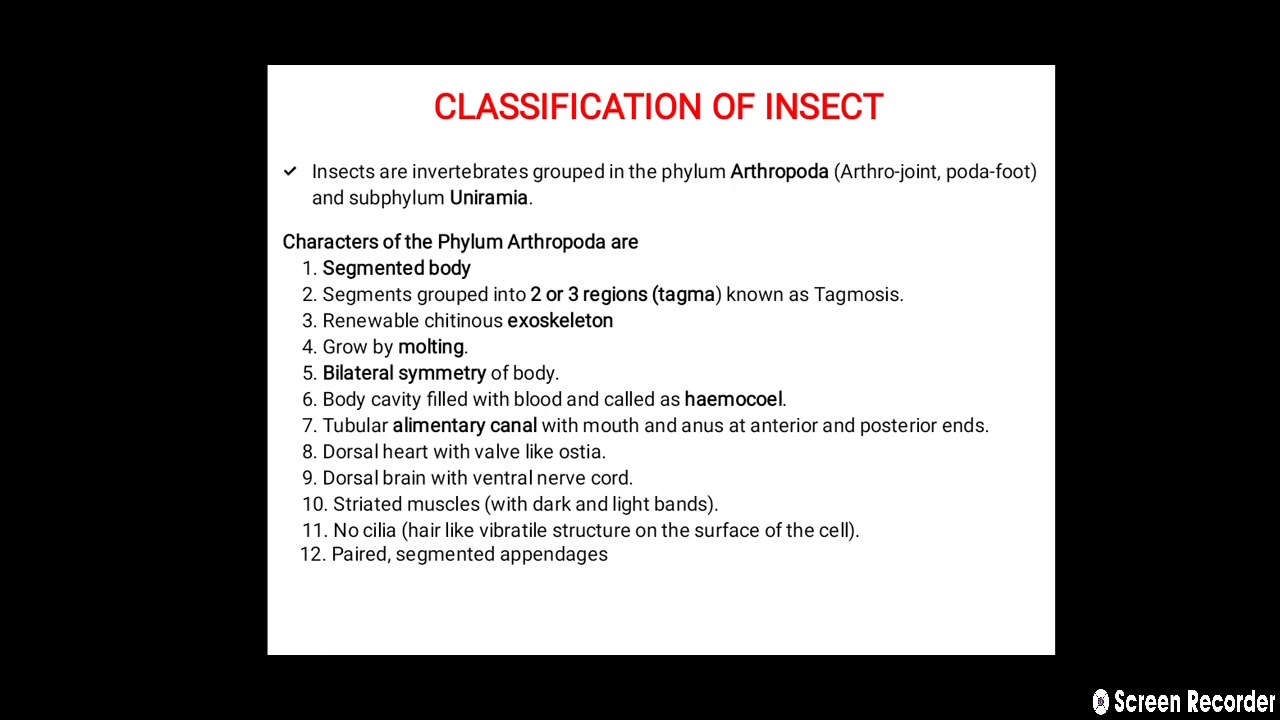 CLASSIFICATION OF INSECT
✓ Insects are invertebrates grouped in the phylum Arthropoda (Arthro-joint, poda-foot)
and subphylum Uniramia.
Characters of the Phylum Arthropoda are
1. Segmented body
2. Segments grouped into 2 or 3 regions (tagma) known as Tagmosis.
3. Renewable chitinous exoskeleton
4. Grow by molting.
5. Bilateral symmetry of body.
6. Body cavity filled with blood and called as haemocoel.
7. Tubular alimentary canal with mouth and anus at anterior and posterior ends.
8. Dorsal heart with valve like ostia.
9. Dorsal brain with ventral nerve cord.
10. Striated muscles (with dark and light bands).
11. No cilia (hair like vibratile structure on the surface of the cell).
12. Paired, segmented appendages
Screen Recorder